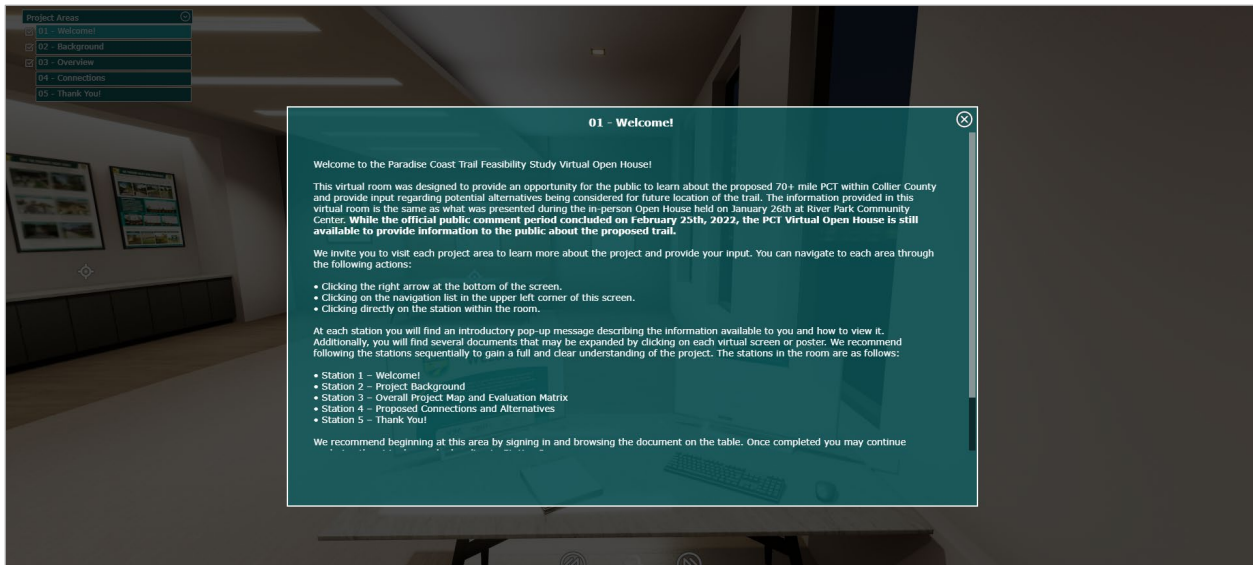 Project Areas
01 - Welcome!
02 - Background
03 - Overview
04 - Connections
05 - Thank You!
01 - Welcome!
Welcome to the Paradise Coast Trail Feasibility Study Virtual Open House!
This virtual room was designed to provide an opportunity for the public to learn about the proposed 70+ mile PCT within Collier County
and provide input regarding potential alternatives being considered for future location of the trail. The information provided in this
virtual room is the same as what was presented during the in-person Open House held on January 26th at River Park Community
Center. While the official public comment period concluded on February 25th, 2022, the PCT Virtual Open House is still
available to provide information to the public about the proposed trail.
We invite you to visit each project area to learn more about the project and provide your input. You can navigate to each area through
the following actions:
• Clicking the right arrow at the bottom of the screen.
• Clicking on the navigation list in the upper left corner of this screen.
• Clicking directly on the station within the room.
At each station you will find an introductory pop-up message describing the information available to you and how to view it.
Additionally, you will find several documents that may be expanded by clicking on each virtual screen or poster. We recommend
following the stations sequentially to gain a full and clear understanding of the project. The stations in the room are as follows:
• Station 1 – Welcome!
• Station 2 – Project Background
• Station 3 – Overall Project Map and Evaluation Matrix
• Station 4 – Proposed Connections and Alternatives
• Station 5 – Thank You!
We recommend beginning at this area by signing in and browsing the document on the table. Once completed you may continue